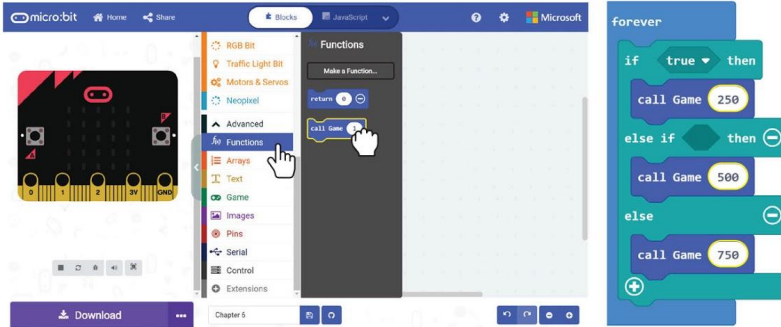 micro:bit Home Share Blocks JavaScript Microsoft
RGB Bit
Traffic Light Bit
Motors & Servos
Neopixel
Advanced
Functions
Arrays
Text
Game
Images
Pins
Serial
Control
Extensions
Functions
Make a Function...
return 0
call Game 1
B
A
0 1 2 3V GND
Download
Chapter 5
forever
if true then
call Game 250
else if then
call Game 500
else
call Game 750